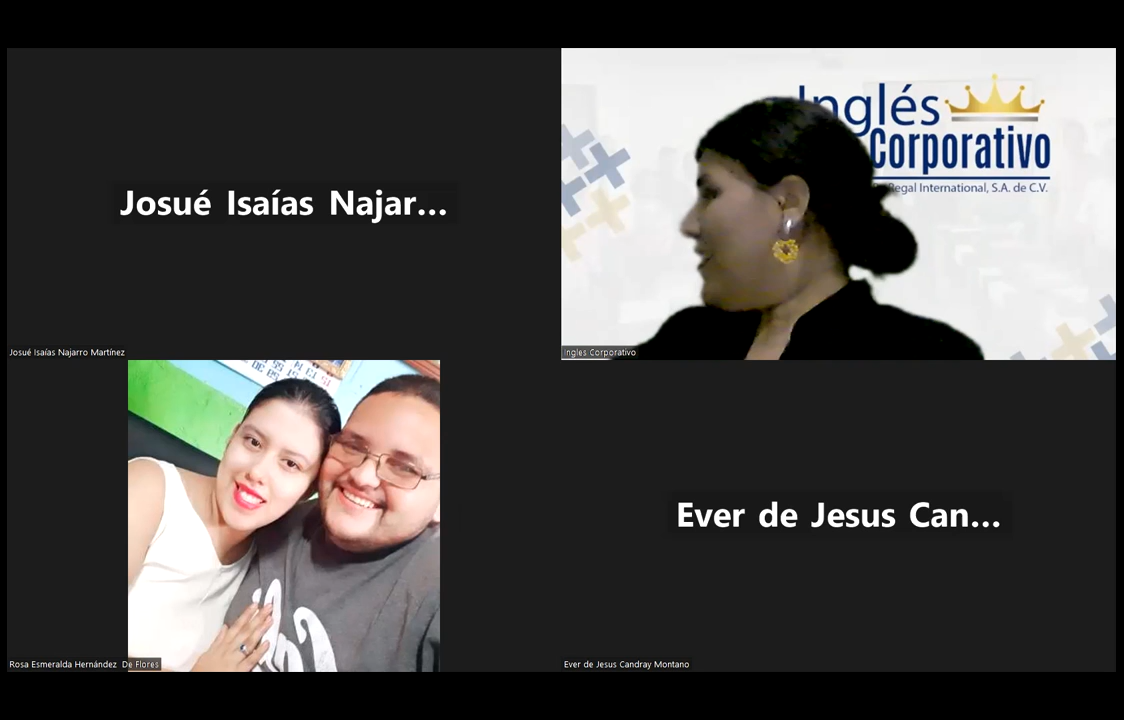 Josué Isaías Najar...
Josué Isaías Najarro Martínez
Inglés
Corporativo
Regal International, S.A. de C.V.
Ingles Corporativo
Rosa Esmeralda Hernández De Flores
Ever de Jesus Can...
Ever de Jesus Candray Montano